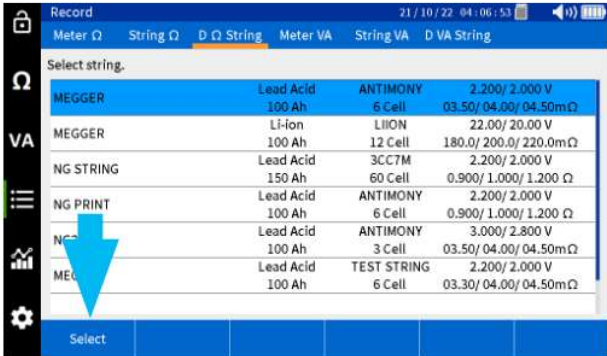 Record 21/10/22 04:06:53
Meter Ω String Ω D Ω String Meter VA String VA D VA String
Select string.
Ω
VA
MEGGER Lead Acid ANTIMONY 2.200/ 2.000 V
100 Ah 6 Cell 03.50/ 04.00/ 04.50mΩ
MEGGER Li-ion LIION 22.00/ 20.00 V
100 Ah 12 Cell 180.0/ 200.0/ 220.0mΩ
NG STRING Lead Acid 3CC7M 2.200/ 2.000 V
150 Ah 60 Cell 0.900/ 1.000/ 1.200 Ω
NG PRINT Lead Acid ANTIMONY 2.200/ 2.000 V
100 Ah 6 Cell 0.900/ 1.000/ 1.200 Ω
Lead Acid ANTIMONY 3.000/ 2.800 V
100 Ah 3 Cell 03.50/ 04.00/ 04.50mΩ
Lead Acid TEST STRING 2.200/ 2.000 V
100 Ah 6 Cell 03.30/ 04.00/ 04.50mΩ
Select